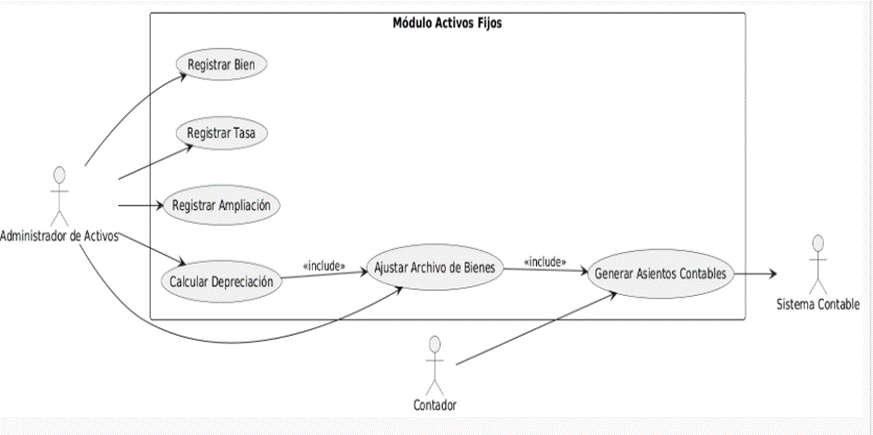 Módulo Activos Fijos
Registrar Bien
Registrar Tasa
Registrar Ampliación
Administrador de Activos
Calcular Depreciación
«include»
Ajustar Archivo de Bienes
«include»
Generar Asientos Contables
Sistema Contable
Contador